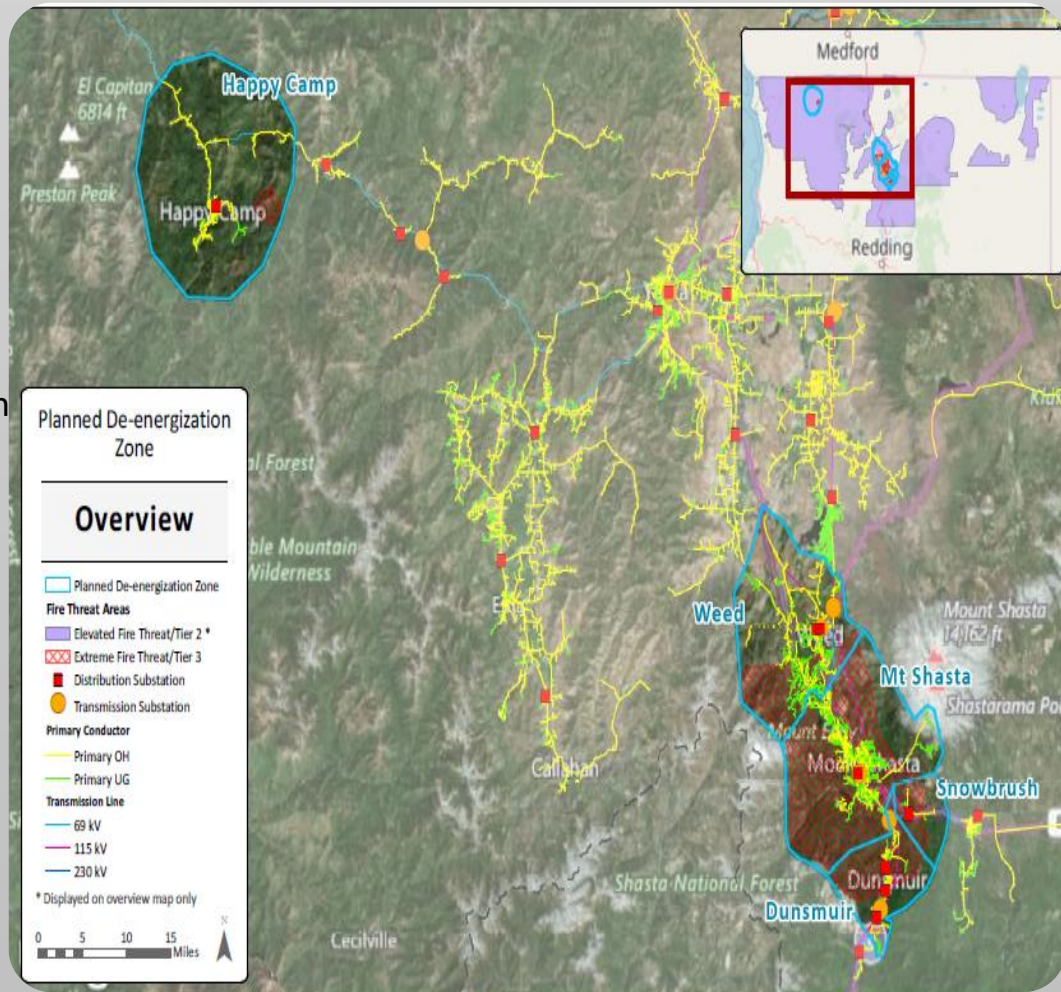 El Capitan
6814 ft
Preston Peak
Happy Camp
Happy Camp
Medford
Redding
n
Planned De-energization
Zone
Overview
Planned De-energization Zone
Fire Threat Areas
Elevated Fire Threat/Tier 2 *
Extreme Fire Threat/Tier 3
Distribution Substation
Transmission Substation
Primary Conductor
Primary OH
Primary UG
Transmission Line
69 kV
115 kV
230 kV
* Displayed on overview map only
N
0 5 10 15
Miles
al Forest
ble Mountain
Wilderness
Callahan
Cecilville
Weed
Mount Shasta
14,162 ft
Mt Shasta
Shastarama Poi
Snowbrush
Shasta National Forest
Dunsmuir
Dunsmuir